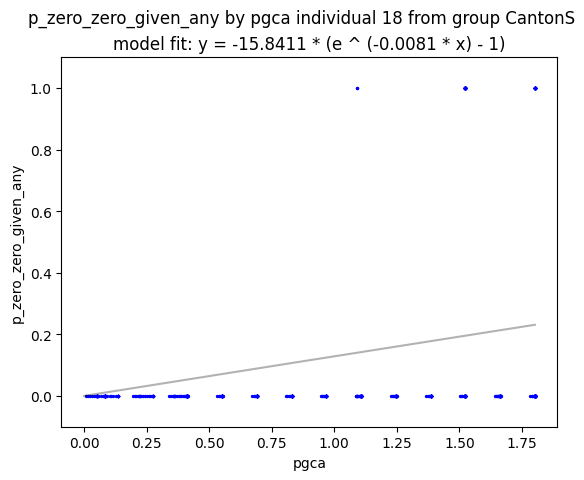 p_zero_zero_given_any by pgca individual 18 from group CantonS
model fit: y = -15.8411 * (e ^ (-0.0081 * x) - 1)
1.0
0.8
0.6
0.4
0.2
0.0
p_zero_zero_given_any
0.00 0.25 0.50 0.75 1.00 1.25 1.50 1.75
pgca